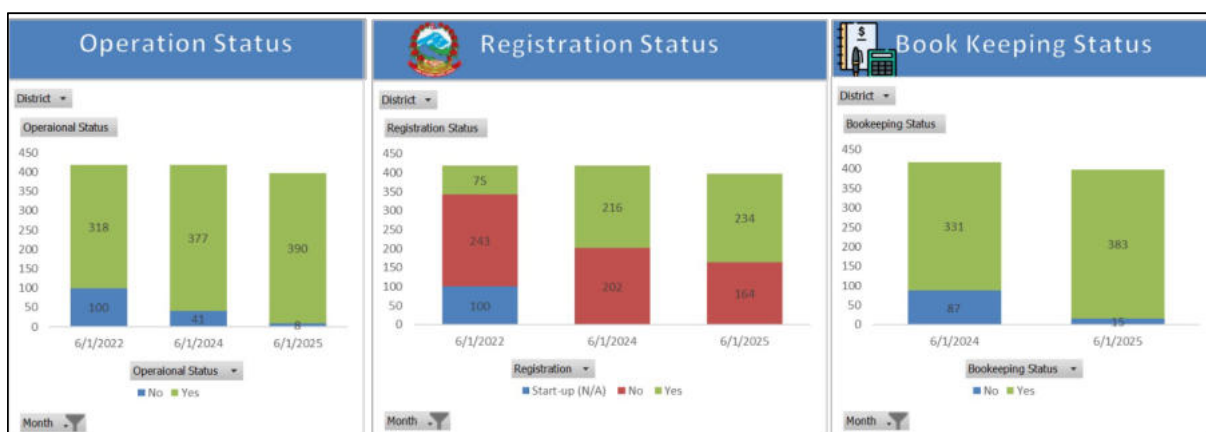 Operation Status
District
Operaional Status
450
400
350
300
250
200
150
100
50
0
318
377
390
100
41
8
6/1/2022 6/1/2024 6/1/2025
Operaional Status
No Yes
Month
Registration Status
District
Registration Status
450
400
350
300
250
200
150
100
50
0
75
216
234
243
202
164
100
6/1/2022 6/1/2024 6/1/2025
Registration
Start-up (N/A) No Yes
Month
$
Book Keeping Status
District
Bookeeping Status
450
400
350
300
250
200
150
100
50
0
331
383
87
15
6/1/2024 6/1/2025
Bookeeping Status
No Yes
Month